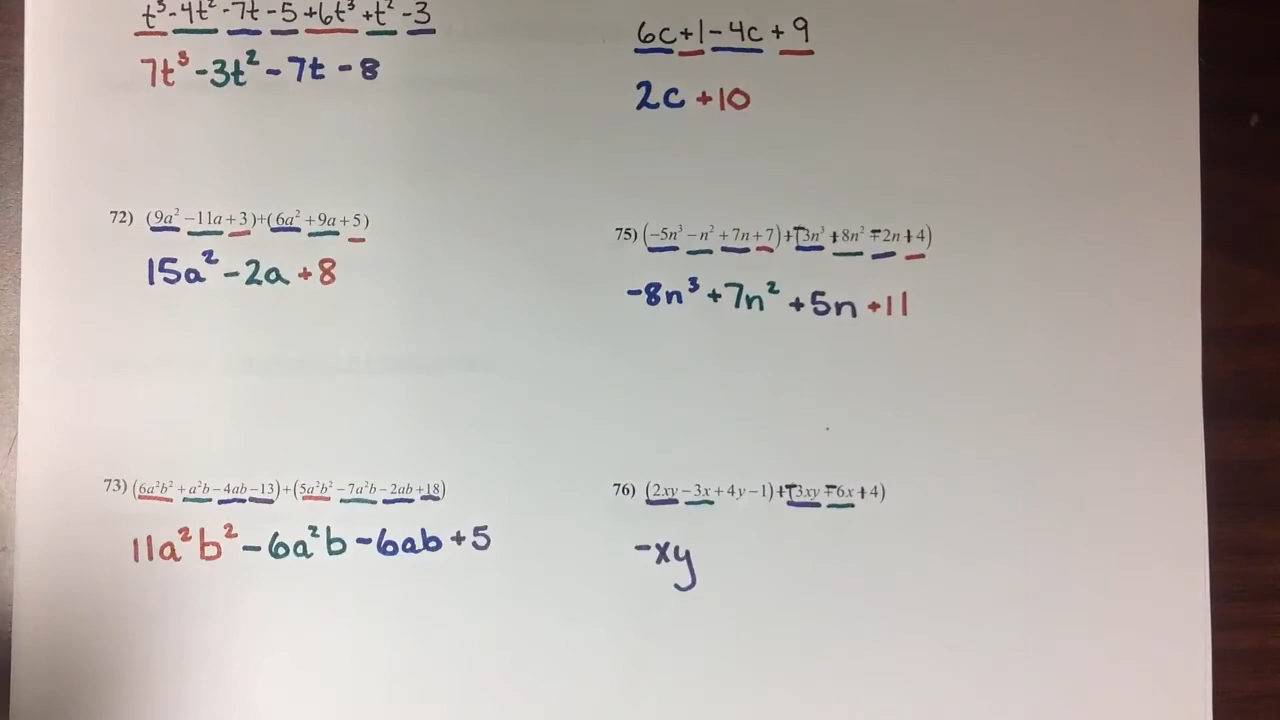 t³-4t²-7t-5+6t³+t²-3
7t³-3t²-7t-8
6c+1-4c+9
2c+10
72) (9a²-11a+3)+(6a²+9a+5)
15a²-2a+8
75) (-5n³-n²+7n+7)+(-3n³+8n²-2n+4)
-8n³+7n²+5n+11
73) (6a²b²+a²b-4ab-13)+(5a²b²-7a²b-2ab+18)
11a²b²-6a²b-6ab+5
76) (2xy-3x+4y-1)+(-3xy-6x+4)
-xy